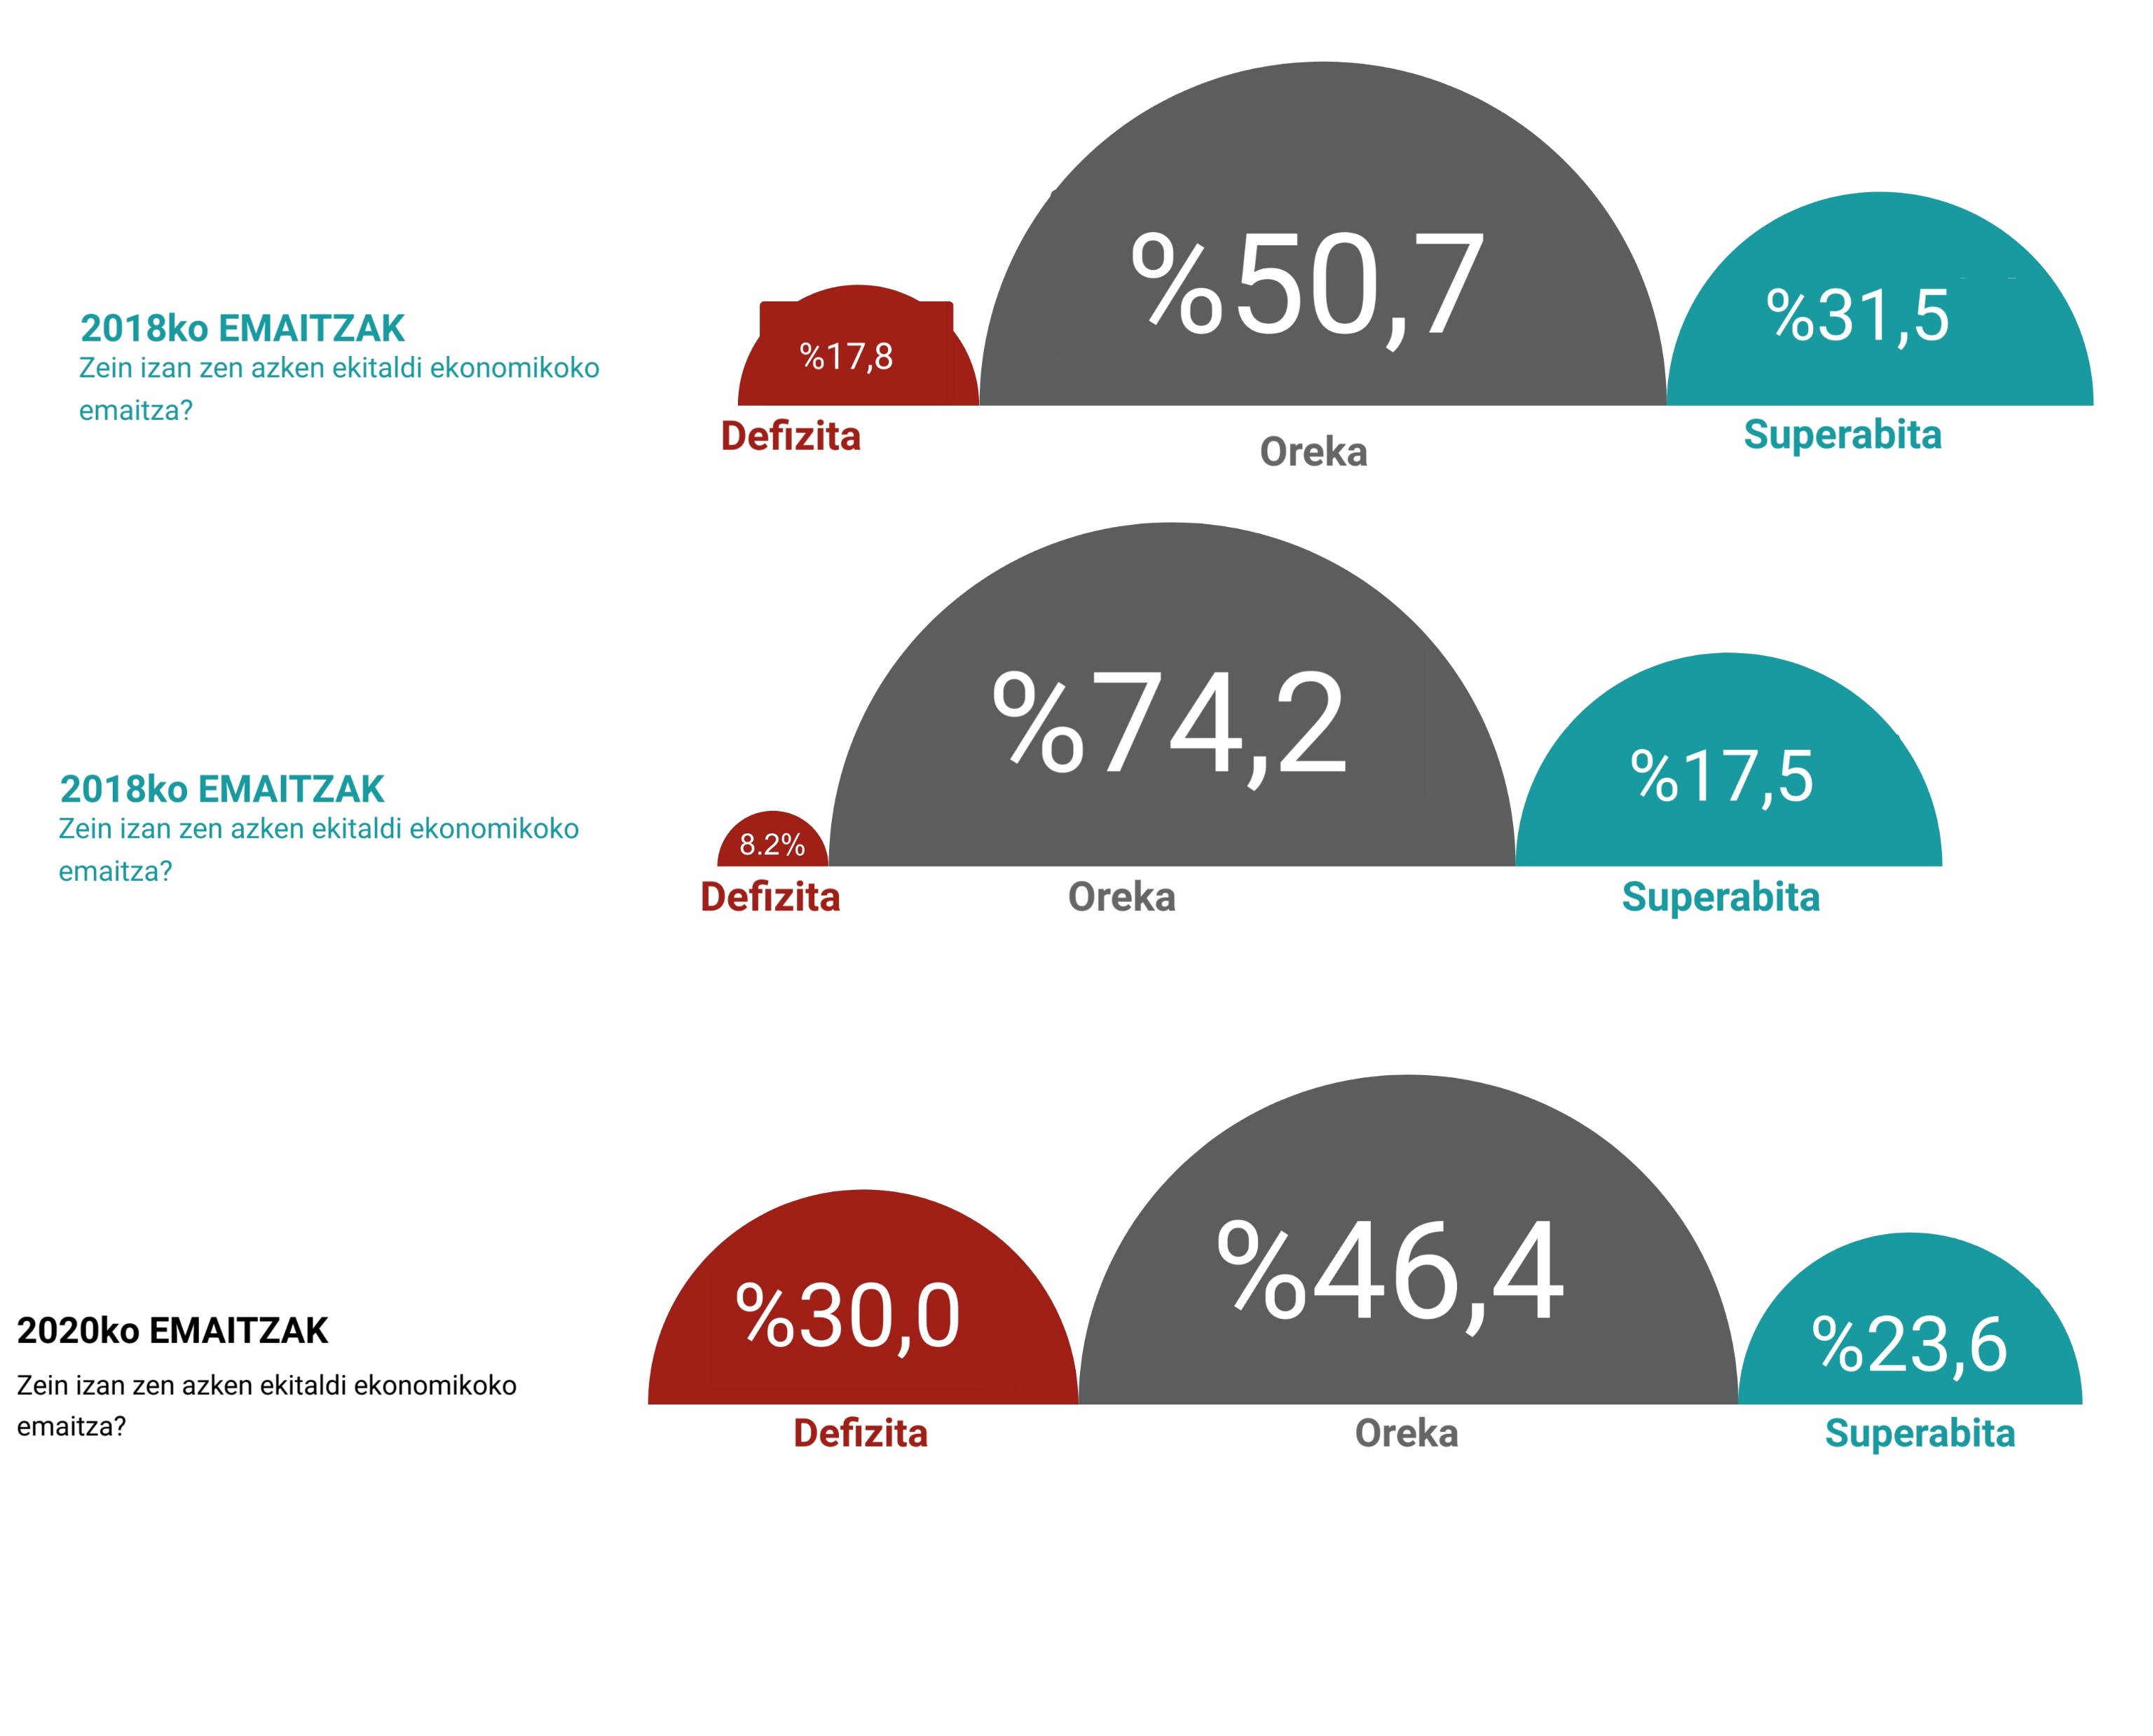 2018ko EMAITZAK
Zein izan zen azken ekitaldi ekonomikoko
emaitza?
%17,8
%50,7
%31,5
Defizita
Oreka
Superabita
2018ko EMAITZAK
Zein izan zen azken ekitaldi ekonomikoko
emaitza?
8.2%
%74,2
%17,5
Defizita
Oreka
Superabita
2020ko EMAITZAK
Zein izan zen azken ekitaldi ekonomikoko
emaitza?
%30,0
%46,4
%23,6
Defizita
Oreka
Superabita